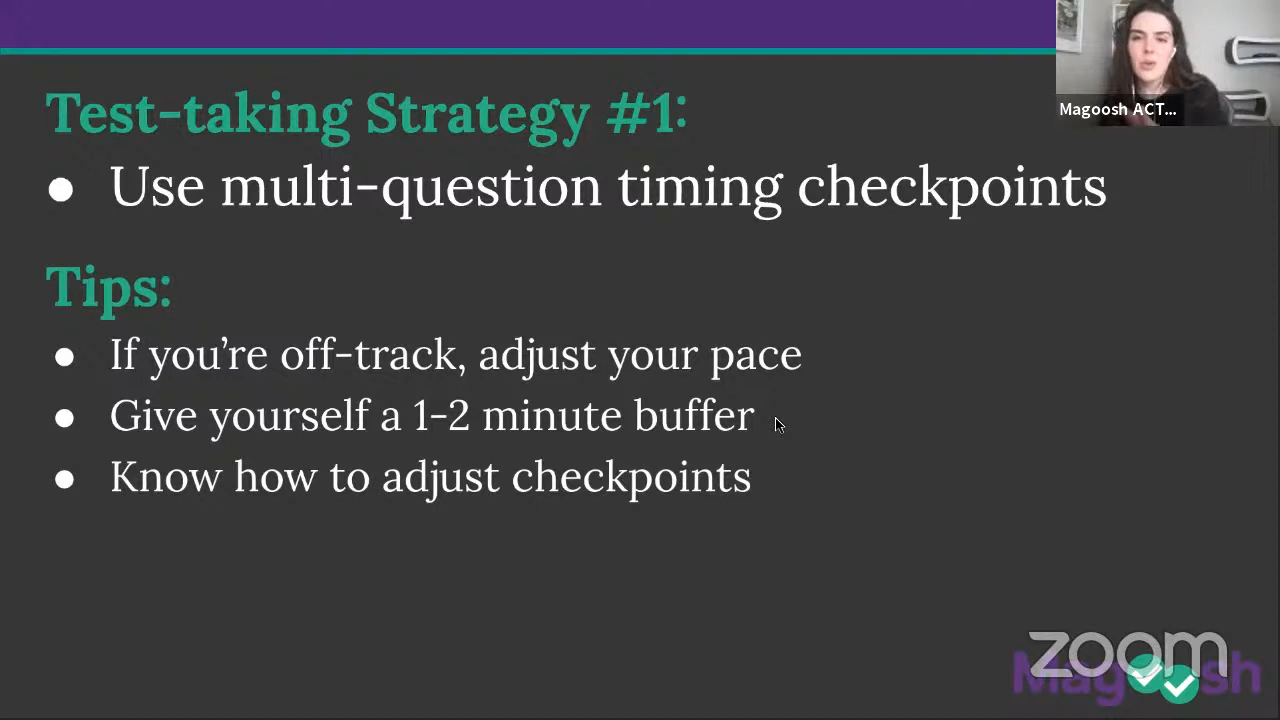 Test-taking Strategy #1:
Magoosh ACT...
● Use multi-question timing checkpoints
Tips:
● If you're off-track, adjust your pace
● Give yourself a 1-2 minute buffer
● Know how to adjust checkpoints
zoom
Magoosh